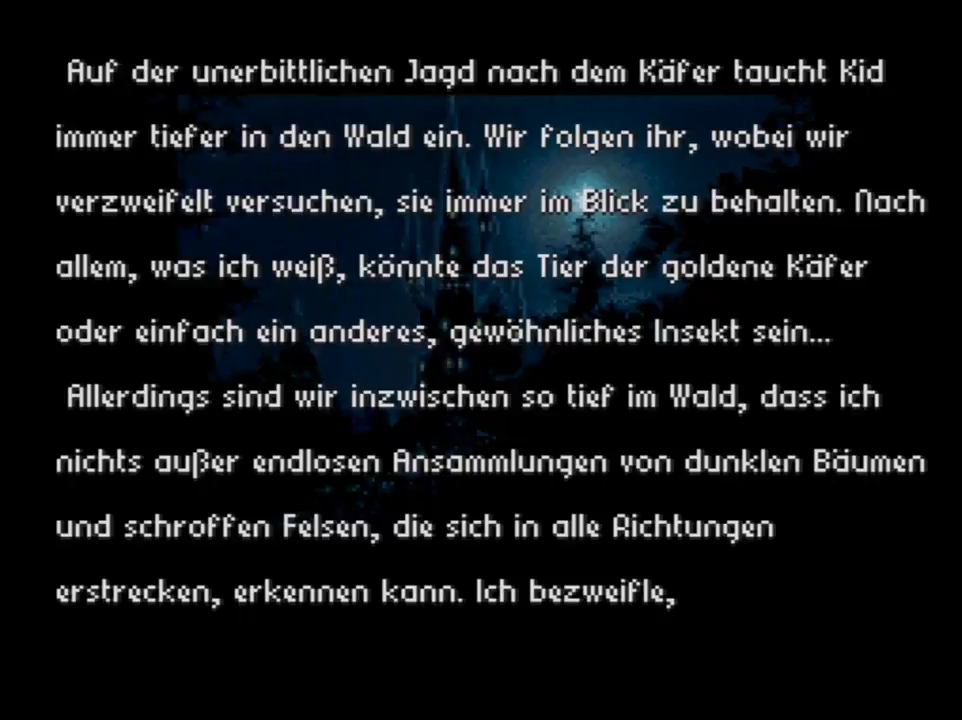 Auf der unerbittlichen Jagd nach dem Käfer taucht Kid
immer tiefer in den Wald ein. Wir folgen ihr, wobei wir
verzweifelt versuchen, sie immer im Blick zu behalten. Nach
allem, was ich weiß, könnte das Tier der goldene Käfer
oder einfach ein anderes, gewöhnliches Insekt sein...
Allerdings sind wir inzwischen so tief im Wald, dass ich
nichts außer endlosen Ansammlungen von dunklen Bäumen
und schroffen Felsen, die sich in alle Richtungen
erstrecken, erkennen kann. Ich bezweifle,